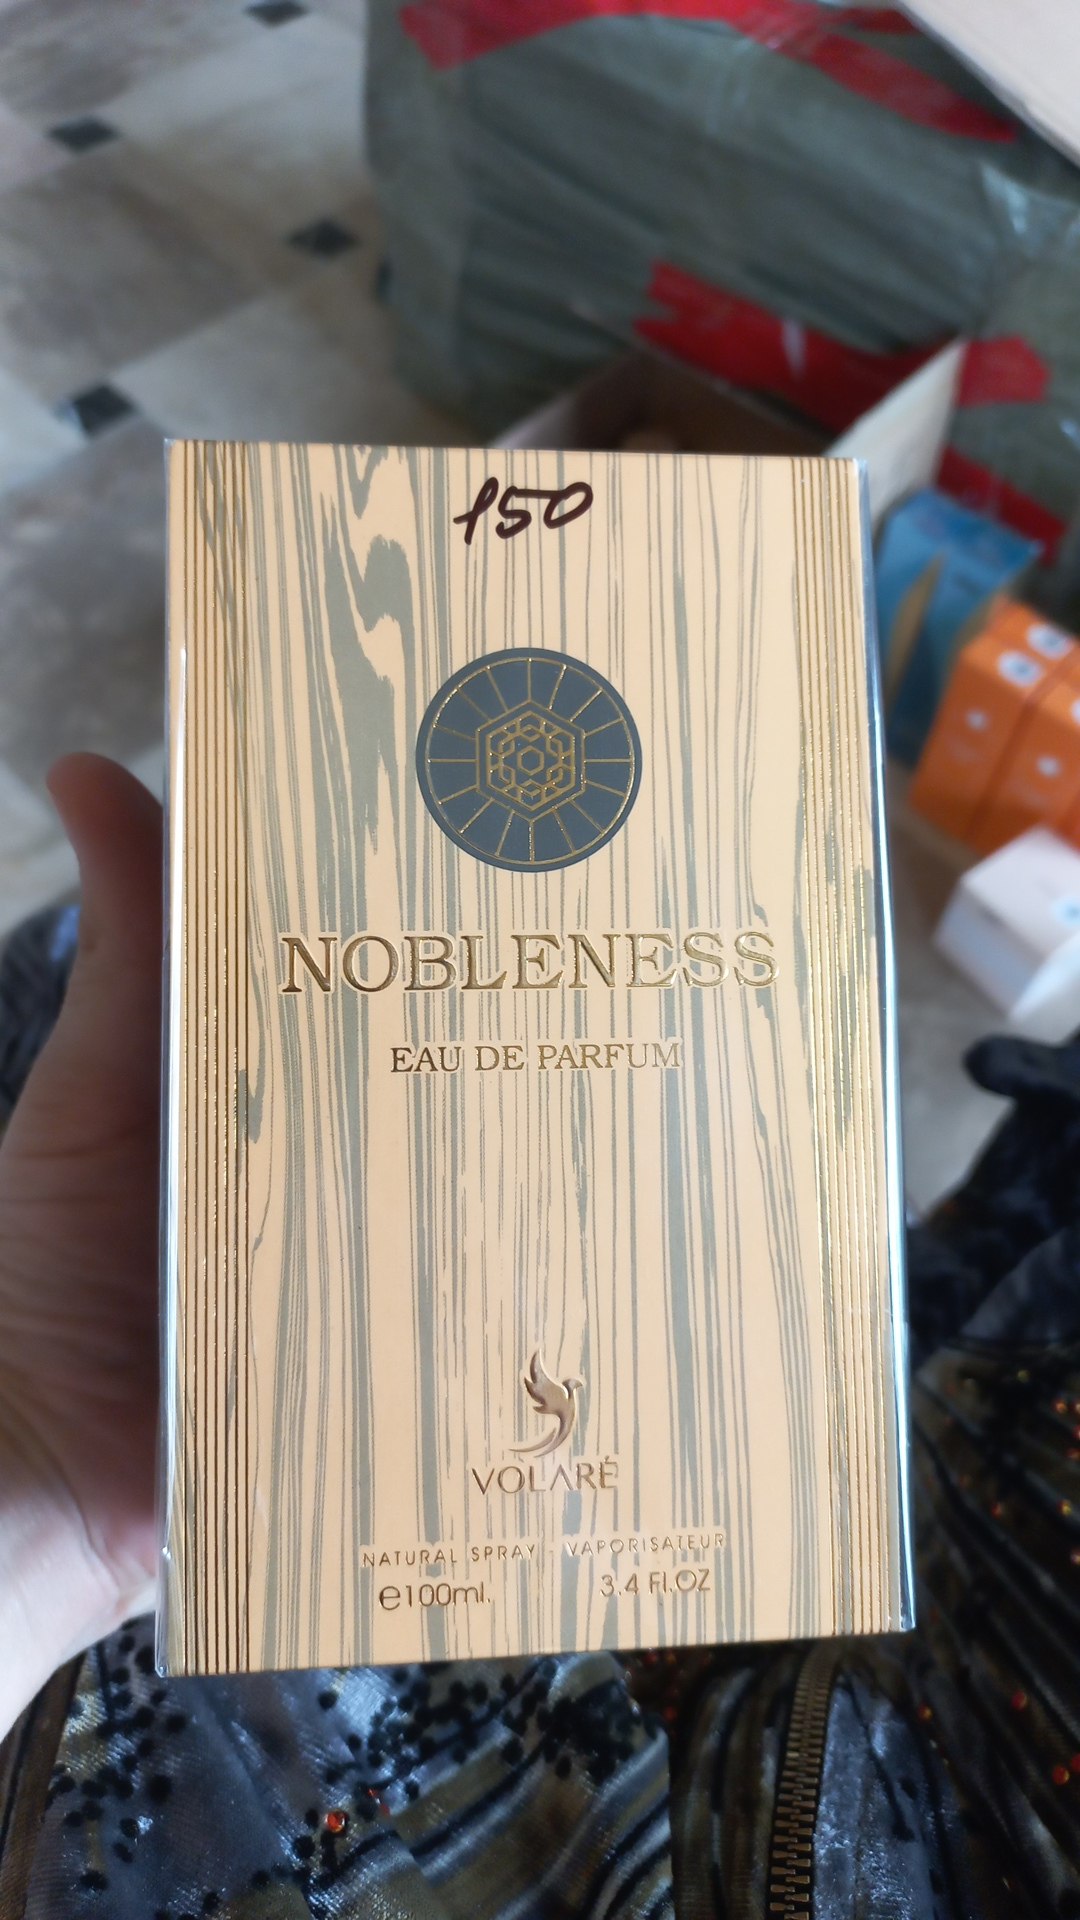 150
NOBLENESS
EAU DE PARFUM
VOLARÉ
NATURAL SPRAY - VAPORISATEUR
e100ml. 3.4 Fl.OZ